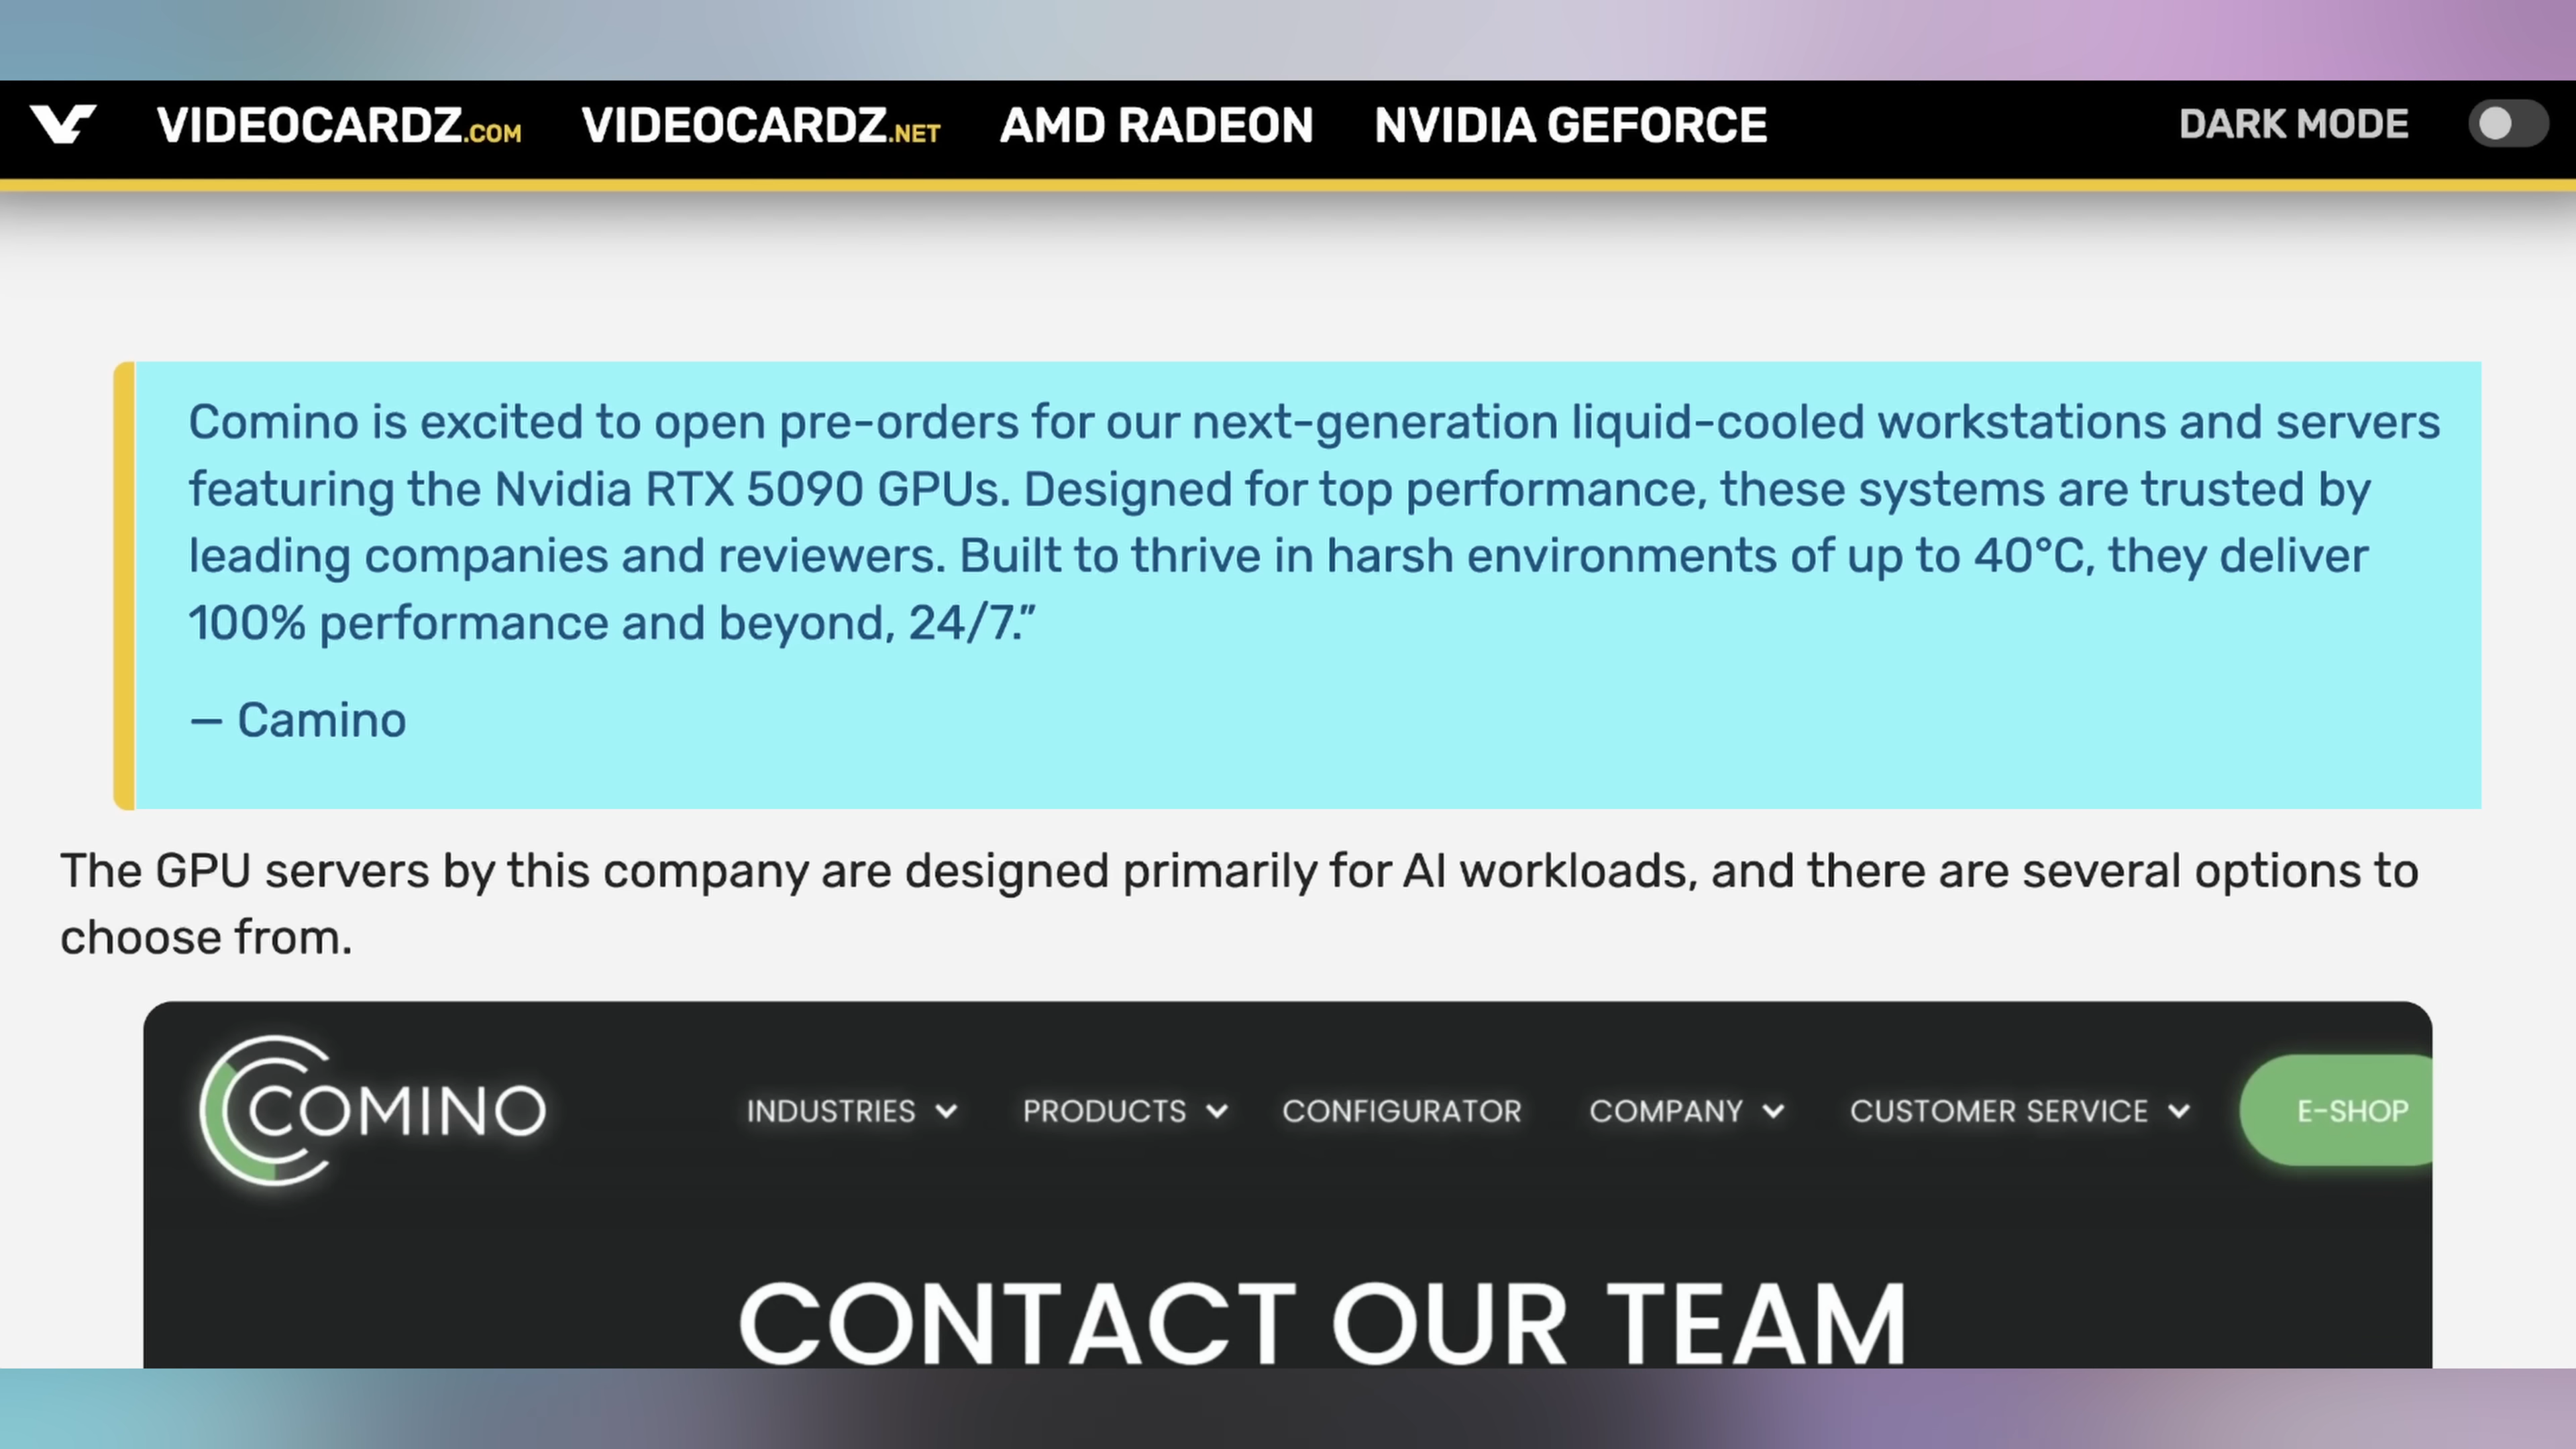 VIDEOCARDZ.COM VIDEOCARDZ.NET AMD RADEON NVIDIA GEFORCE DARK MODE
Comino is excited to open pre-orders for our next-generation liquid-cooled workstations and servers
featuring the Nvidia RTX 5090 GPUs. Designed for top performance, these systems are trusted by
leading companies and reviewers. Built to thrive in harsh environments of up to 40°C, they deliver
100% performance and beyond, 24/7.”
— Camino
The GPU servers by this company are designed primarily for AI workloads, and there are several options to
choose from.
COMINO INDUSTRIES PRODUCTS CONFIGURATOR COMPANY CUSTOMER SERVICE E-SHOP
CONTACT OUR TEAM